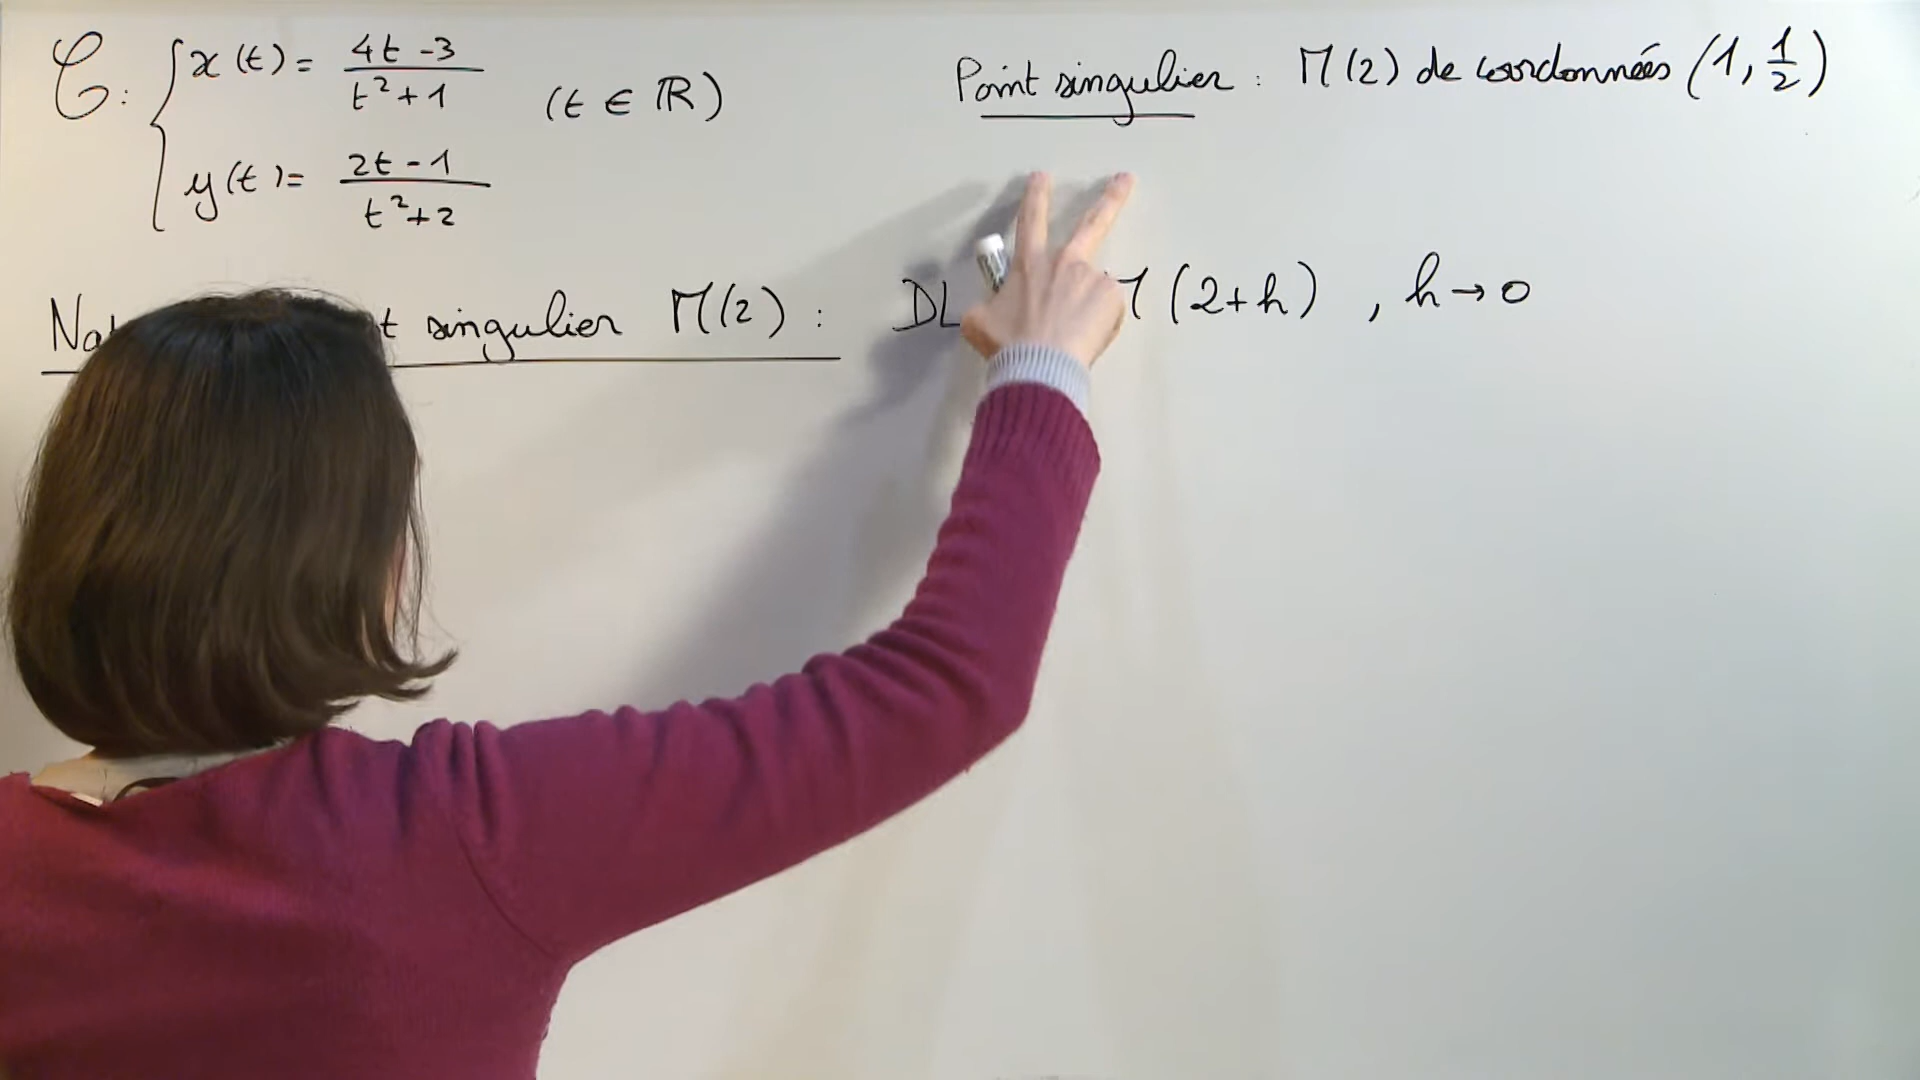 C : { x(t) = (4t - 3)/(t² + 1) (t ∈ ℝ)
y(t) = (2t - 1)/(t² + 2)
Point singulier : M(2) de coordonnées (1, 1/2)
singulier M(2) : DL M(2+h) , h → 0